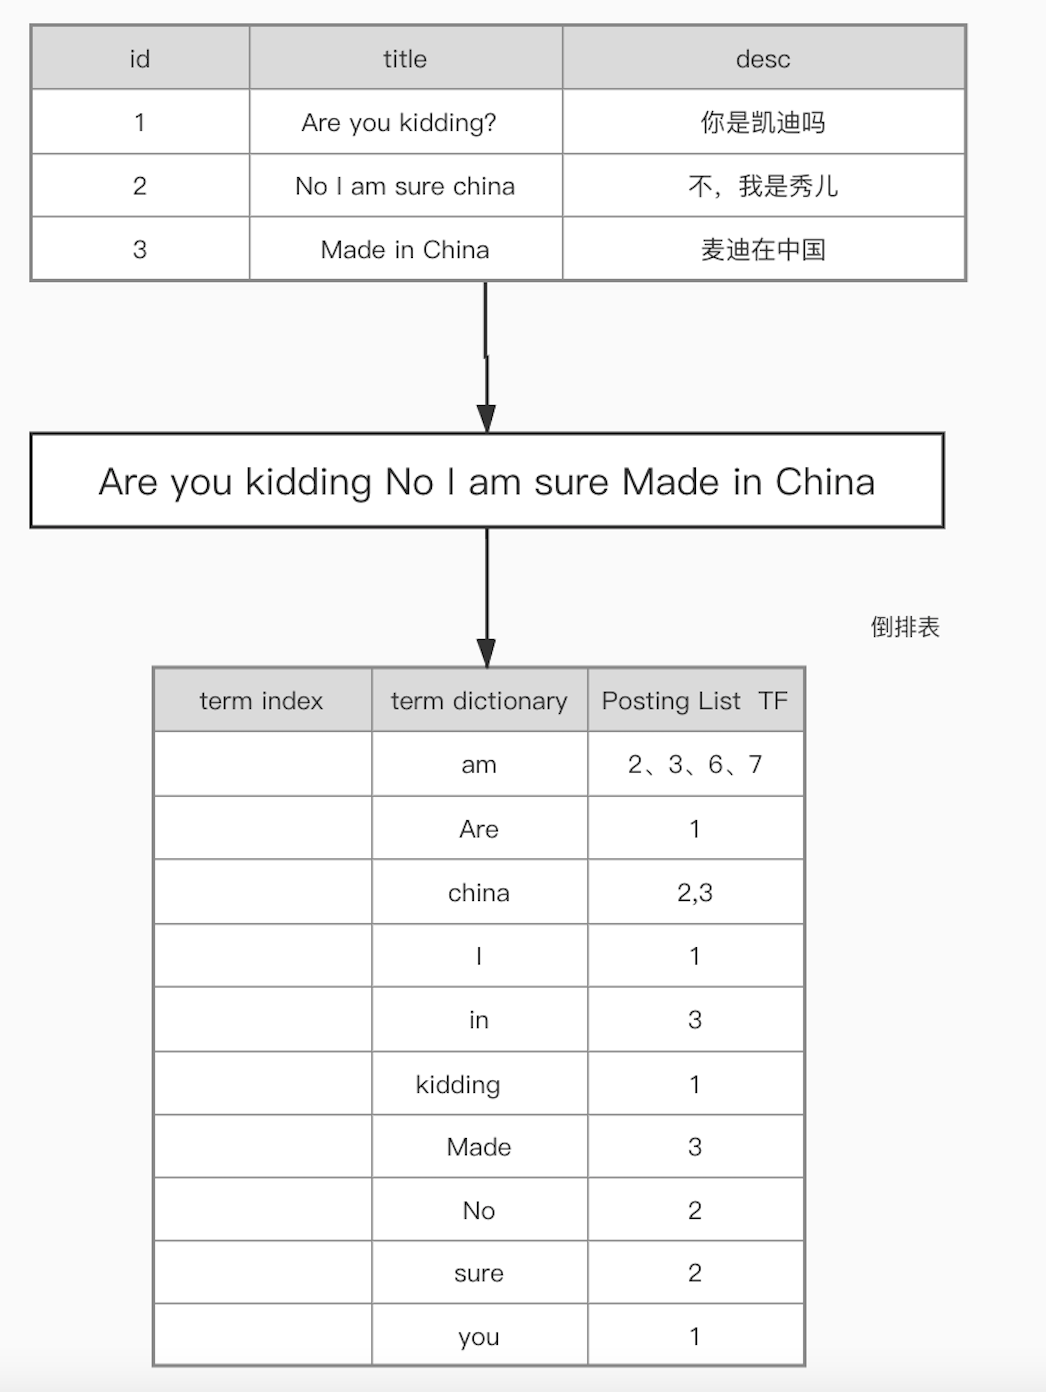 id title desc
1 Are you kidding? 你是凯迪吗
2 No I am sure china 不，我是秀儿
3 Made in China 麦迪在中国
Are you kidding No I am sure Made in China
倒排表
term index term dictionary Posting List TF
am 2、3、6、7
Are 1
china 2,3
I 1
in 3
kidding 1
Made 3
No 2
sure 2
you 1